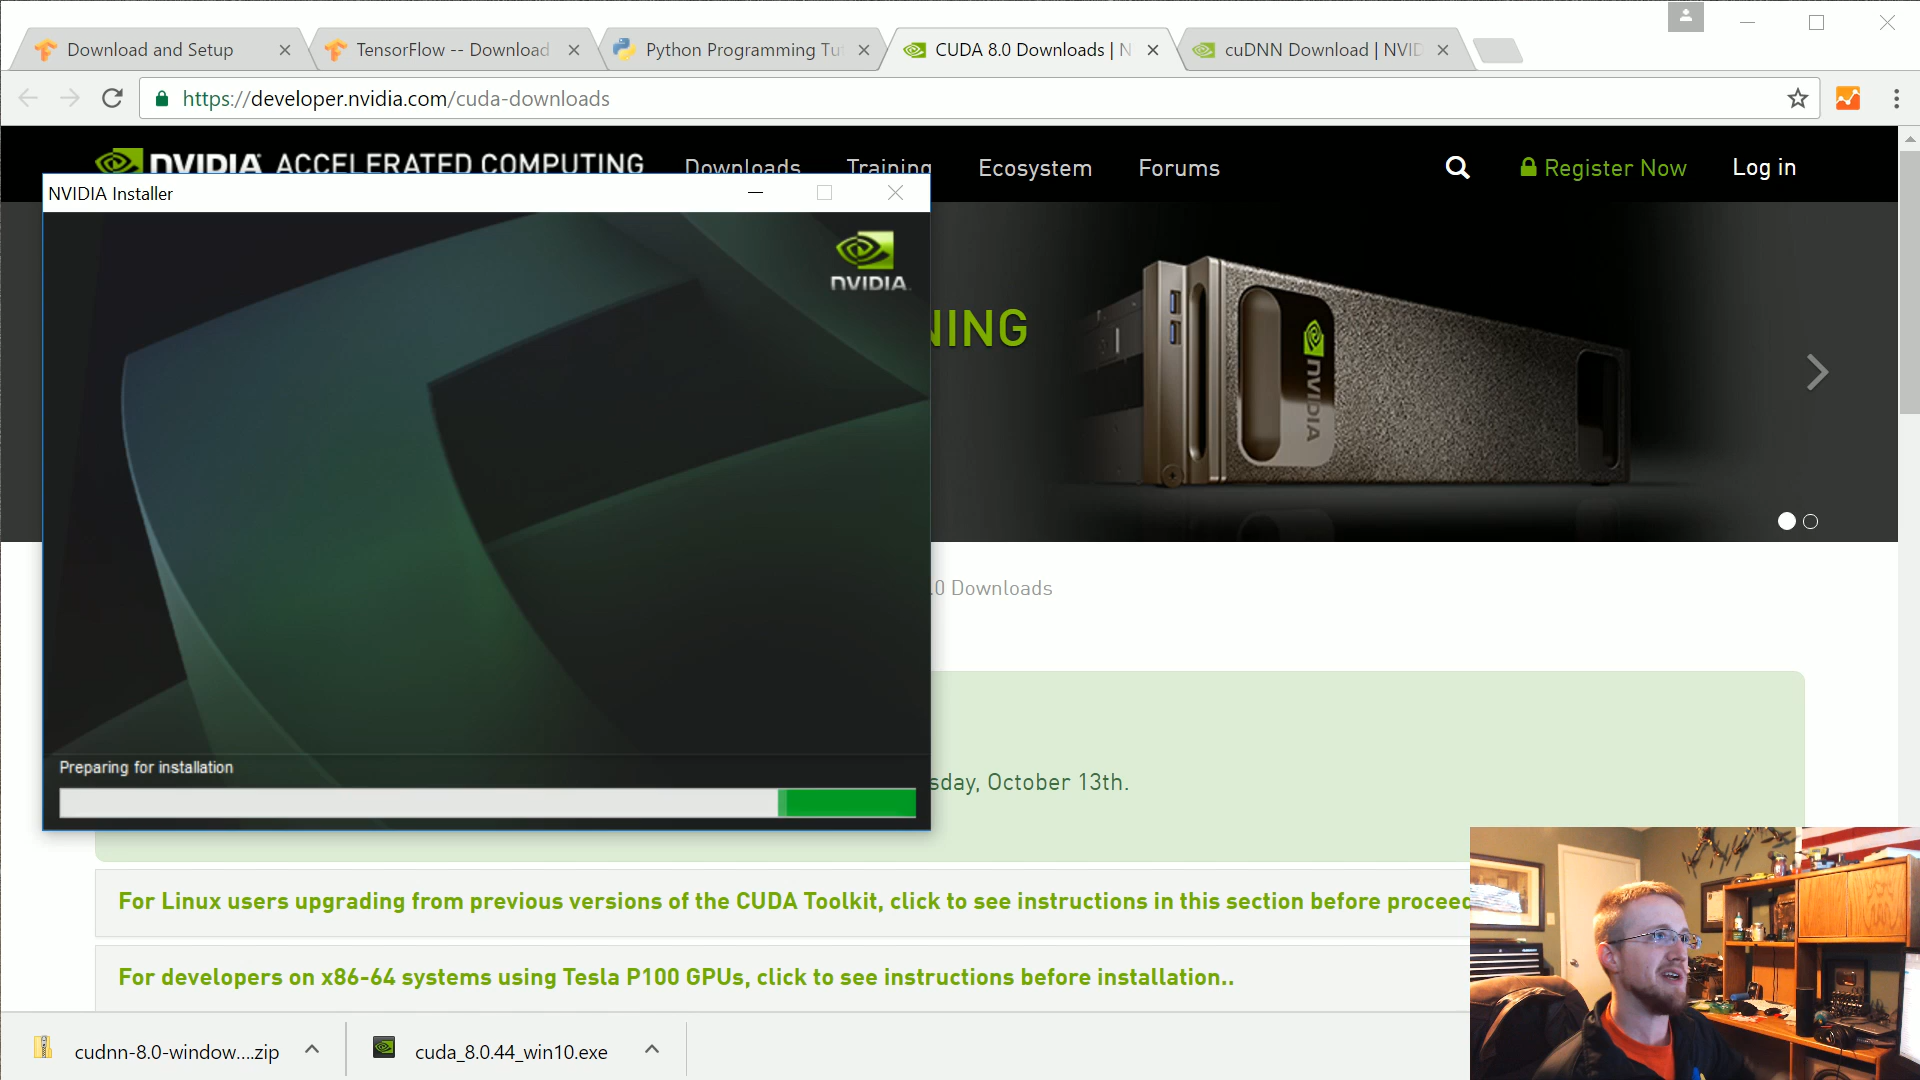 Download and Setup
TensorFlow -- Download
Python Programming Tut
CUDA 8.0 Downloads | N
cuDNN Download | NVID
https://developer.nvidia.com/cuda-downloads
NVIDIA ACCELERATED COMPUTING
Downloads
Training
Ecosystem
Forums
Register Now
Log in
NVIDIA Installer
NVIDIA
NING
NVIDIA
.0 Downloads
Preparing for installation
sday, October 13th.
For Linux users upgrading from previous versions of the CUDA Toolkit, click to see instructions in this section before proceed
For developers on x86-64 systems using Tesla P100 GPUs, click to see instructions before installation..
cudnn-8.0-window....zip
cuda_8.0.44_win10.exe